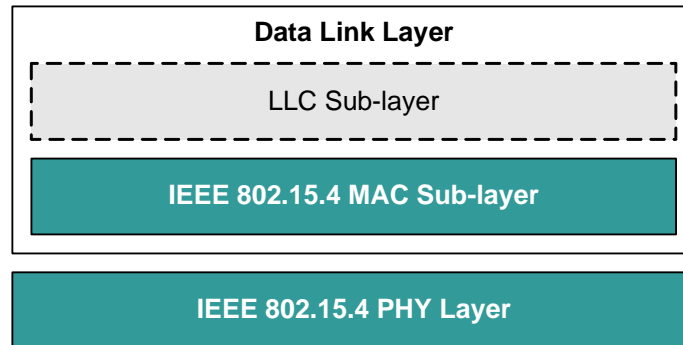 Data Link Layer
LLC Sub-layer
IEEE 802.15.4 MAC Sub-layer
IEEE 802.15.4 PHY Layer